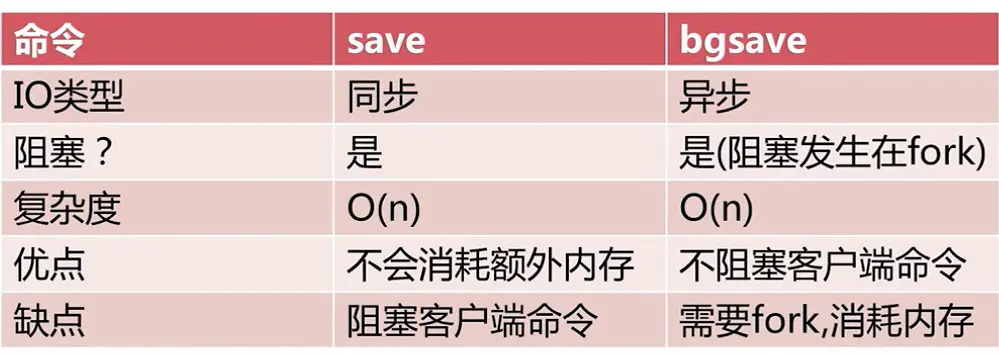 命令 save bgsave
IO类型 同步 异步
阻塞？ 是 是(阻塞发生在fork)
复杂度 O(n) O(n)
优点 不会消耗额外内存 不阻塞客户端命令
缺点 阻塞客户端命令 需要fork,消耗内存